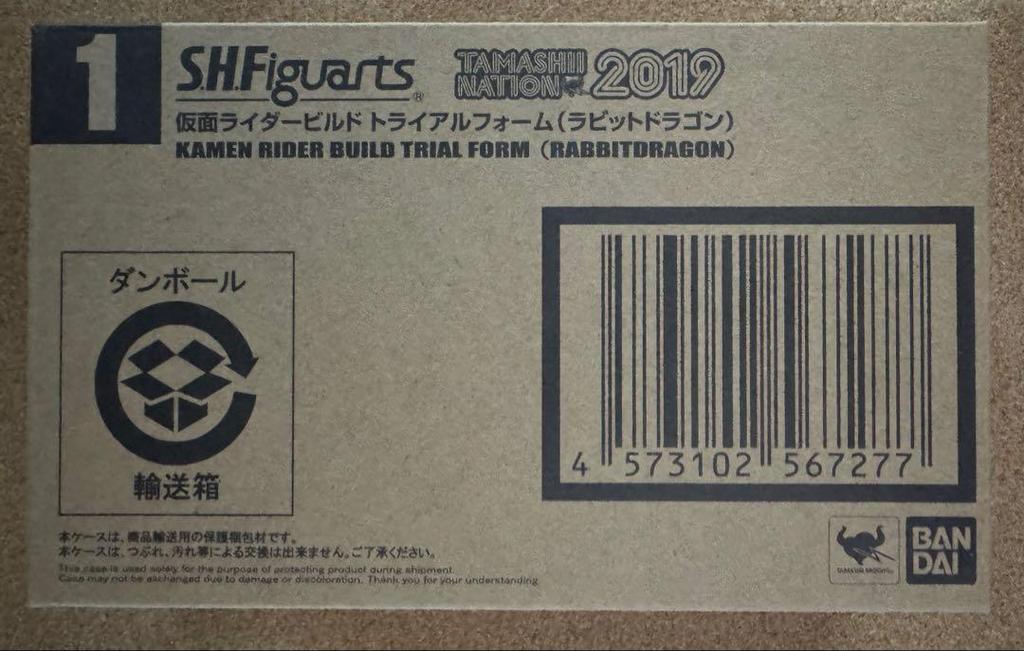 1
S.H.Figuarts® TAMASHII NATION 2019
仮面ライダービルド トライアルフォーム(ラビットドラゴン)
KAMEN RIDER BUILD TRIAL FORM (RABBITDRAGON)
ダンボール
輸送箱
4 573102 567277
本ケースは、商品輸送用の保護梱包材です。
本ケースは、つぶれ、汚れ等による交換は出来ません。ご了承ください。
This case is used solely for the purpose of protecting product during shipment.
Case may not be exchanged due to damage or discoloration. Thank you for your understanding
TAMASHII NATIONS
BAN
DAI